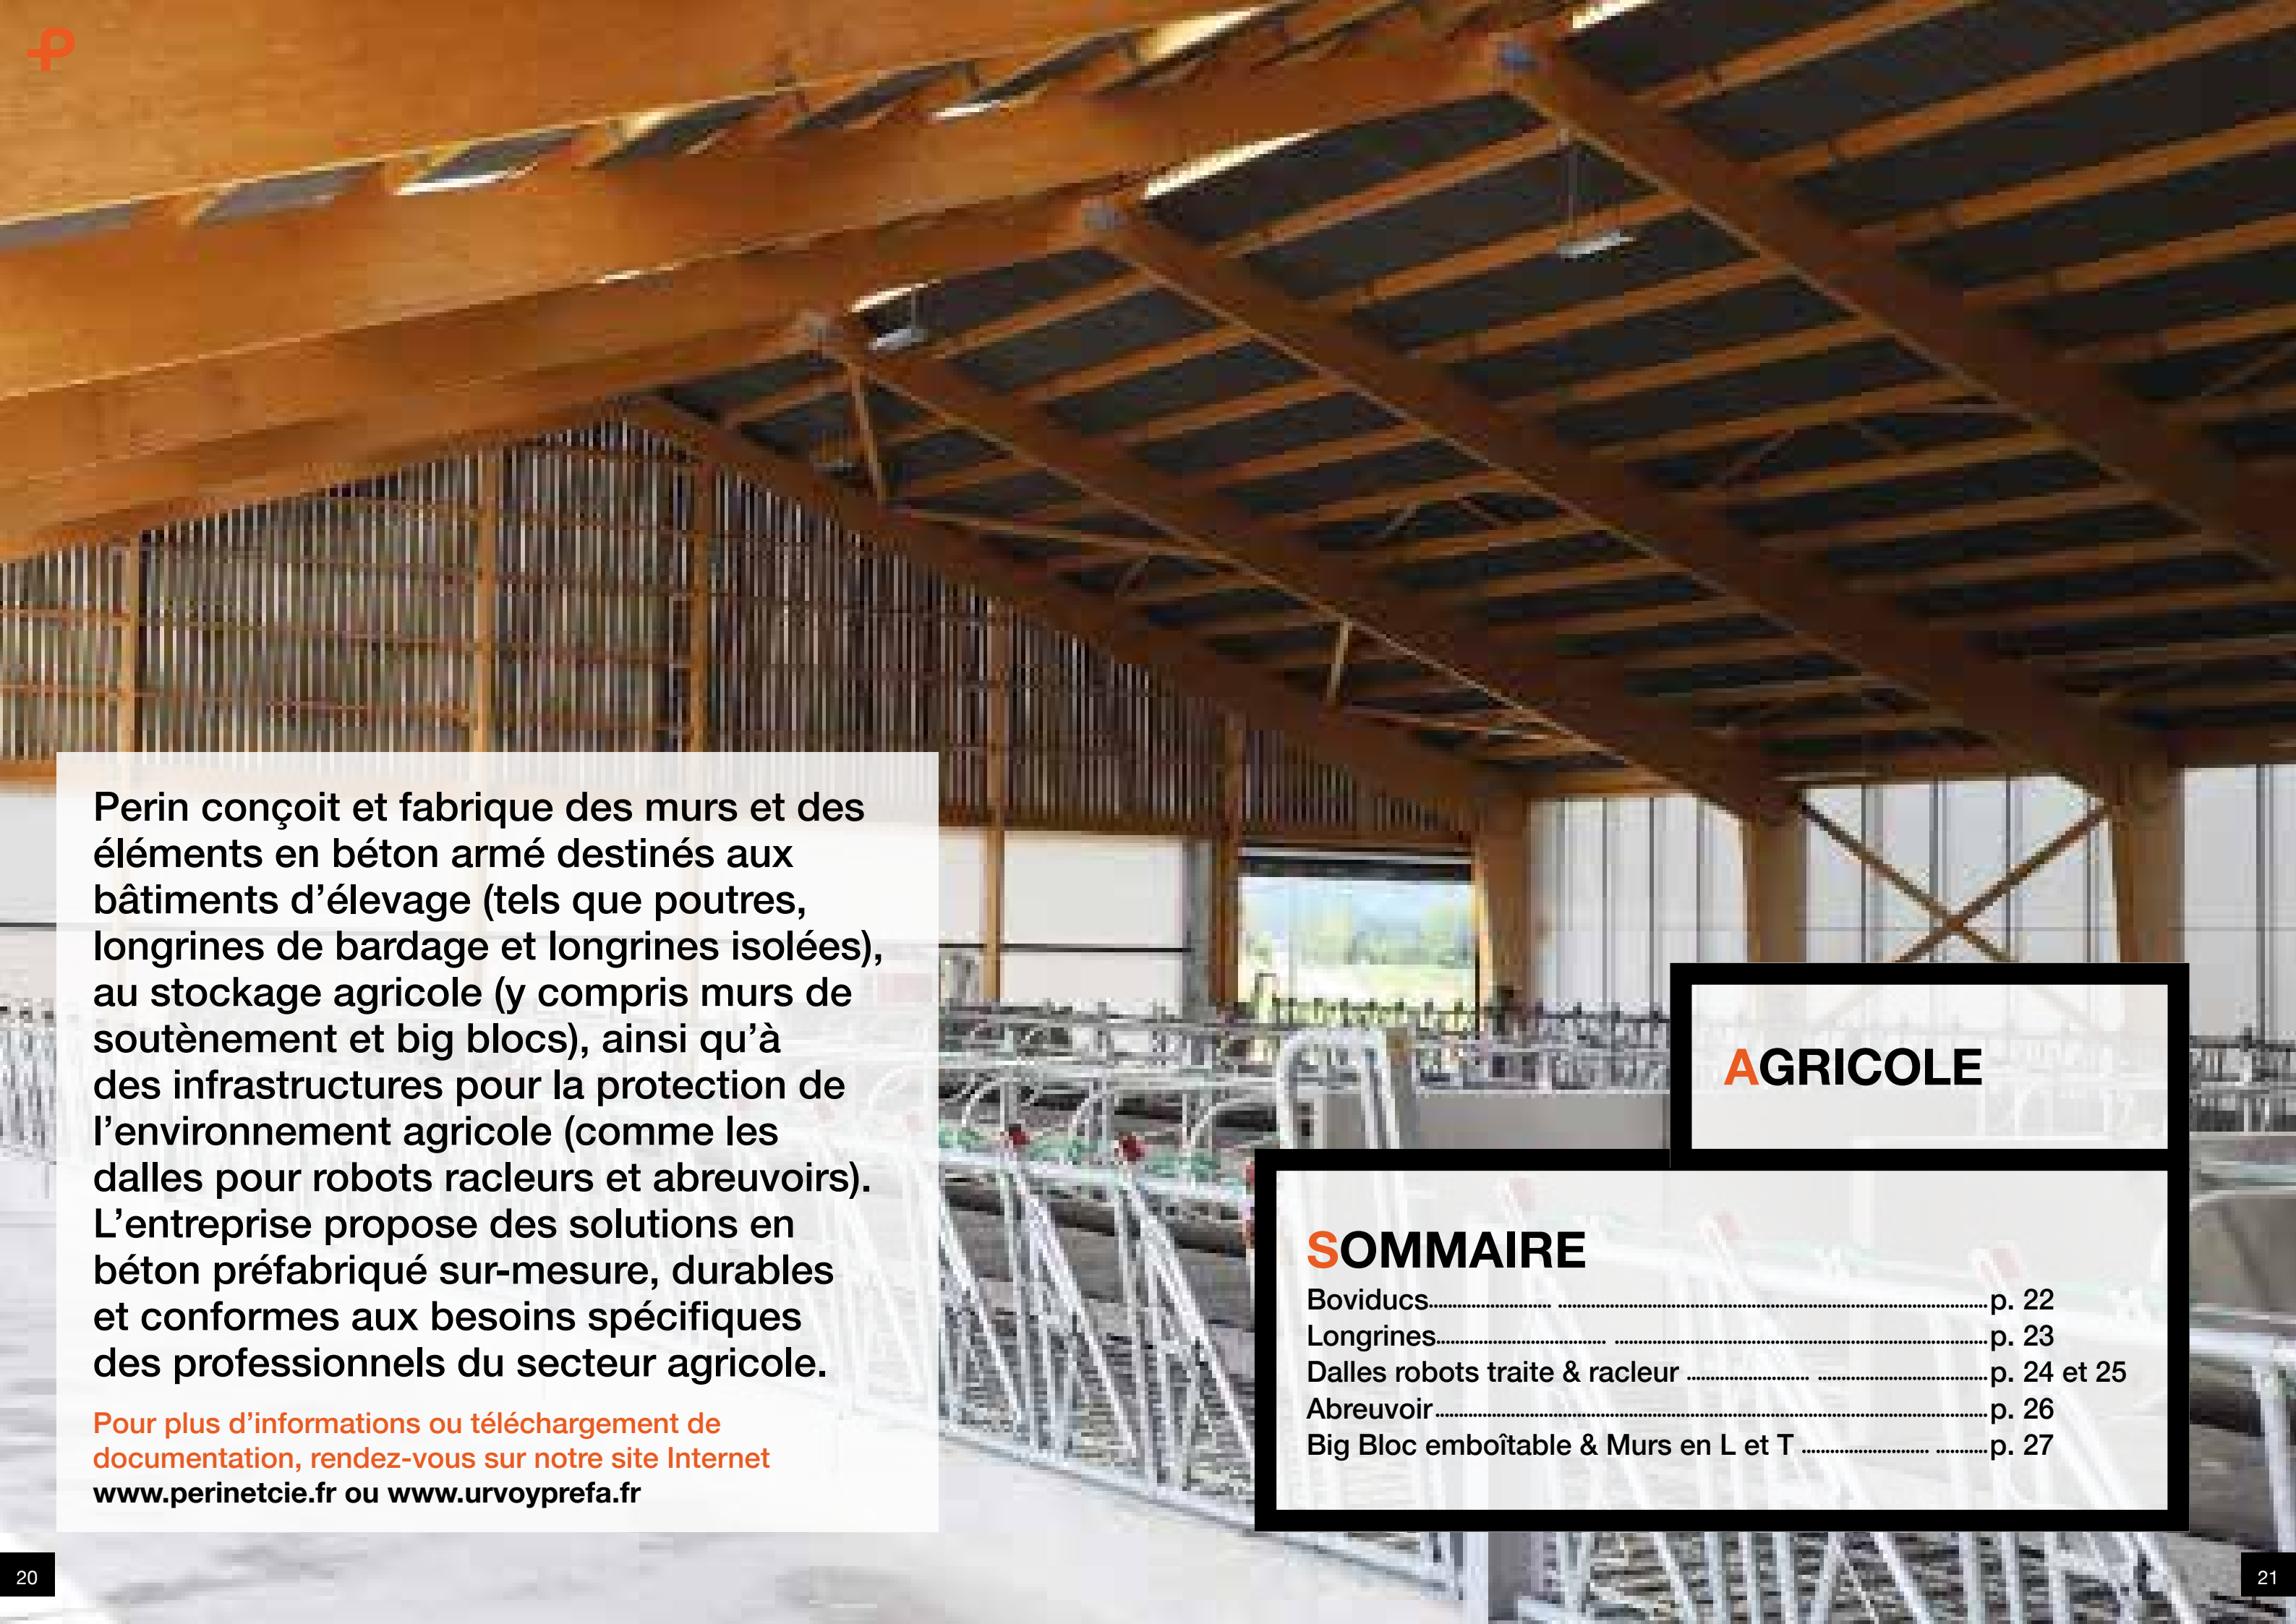 Perin conçoit et fabrique des murs et des
éléments en béton armé destinés aux
bâtiments d’élevage (tels que poutres,
longrines de bardage et longrines isolées),
au stockage agricole (y compris murs de
soutènement et big blocs), ainsi qu’à
des infrastructures pour la protection de
l’environnement agricole (comme les
dalles pour robots racleurs et abreuvoirs).
L’entreprise propose des solutions en
béton préfabriqué sur-mesure, durables
et conformes aux besoins spécifiques
des professionnels du secteur agricole.
Pour plus d’informations ou téléchargement de
documentation, rendez-vous sur notre site Internet
www.perinetcie.fr ou www.urvoyprefa.fr
AGRICOLE
SOMMAIRE
Boviducs.......................................................p. 22
Longrines......................................................p. 23
Dalles robots traite & racleur ..............................p. 24 et 25
Abreuvoir......................................................p. 26
Big Bloc emboîtable & Murs en L et T ..................p. 27
20
21